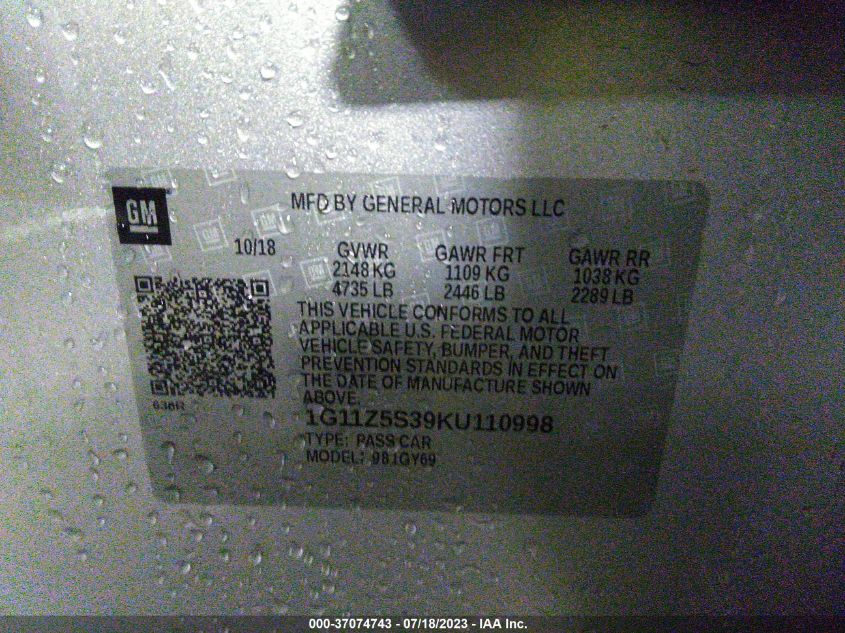 GM
MFD BY GENERAL MOTORS LLC
10/18
GVWR GAWR FRT GAWR RR
2148 KG 1109 KG 1038 KG
4735 LB 2446 LB 2289 LB
THIS VEHICLE CONFORMS TO ALL
APPLICABLE U.S. FEDERAL MOTOR
VEHICLE SAFETY, BUMPER, AND THEFT
PREVENTION STANDARDS IN EFFECT ON
THE DATE OF MANUFACTURE SHOWN
ABOVE.
1G11Z5S39KU110998
TYPE: PASS CAR
MODEL:
000-37074743 - 07/18/2023 - IAA Inc.